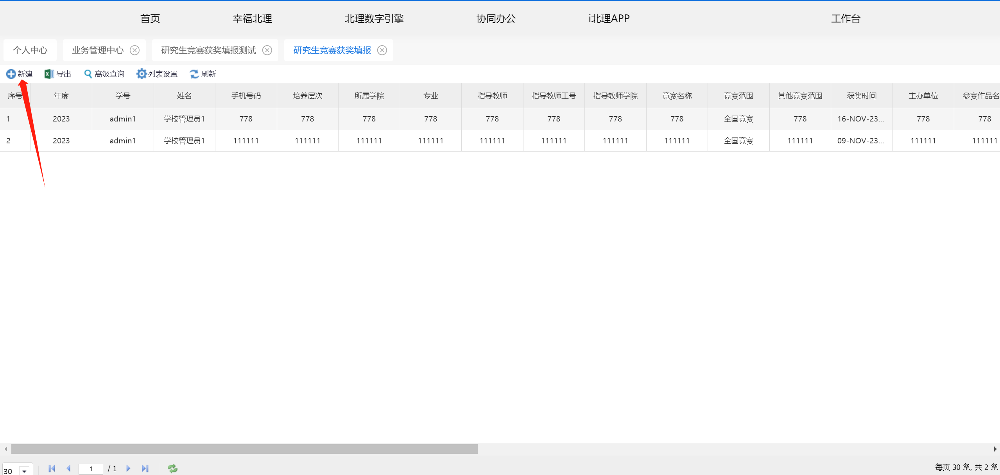 首页 幸福北理 北理数字引擎 协同办公 i北理APP 工作台
个人中心 业务管理中心 研究生竞赛获奖填报测试 研究生竞赛获奖填报
新建 导出 高级查询 列表设置 刷新
序号 年度 学号 姓名 手机号码 培养层次 所属学院 专业 指导教师 指导教师工号 指导教师学院 竞赛名称 竞赛范围 其他竞赛范围 获奖时间 主办单位 参赛作品名
1 2023 admin1 学校管理员1 778 778 778 778 778 778 778 778 全国竞赛 778 16-NOV-23... 778 778
2 2023 admin1 学校管理员1 111111 111111 111111 111111 111111 111111 111111 111111 全国竞赛 111111 09-NOV-23... 111111 111111
30 1 / 1 每页 30 条, 共 2 条